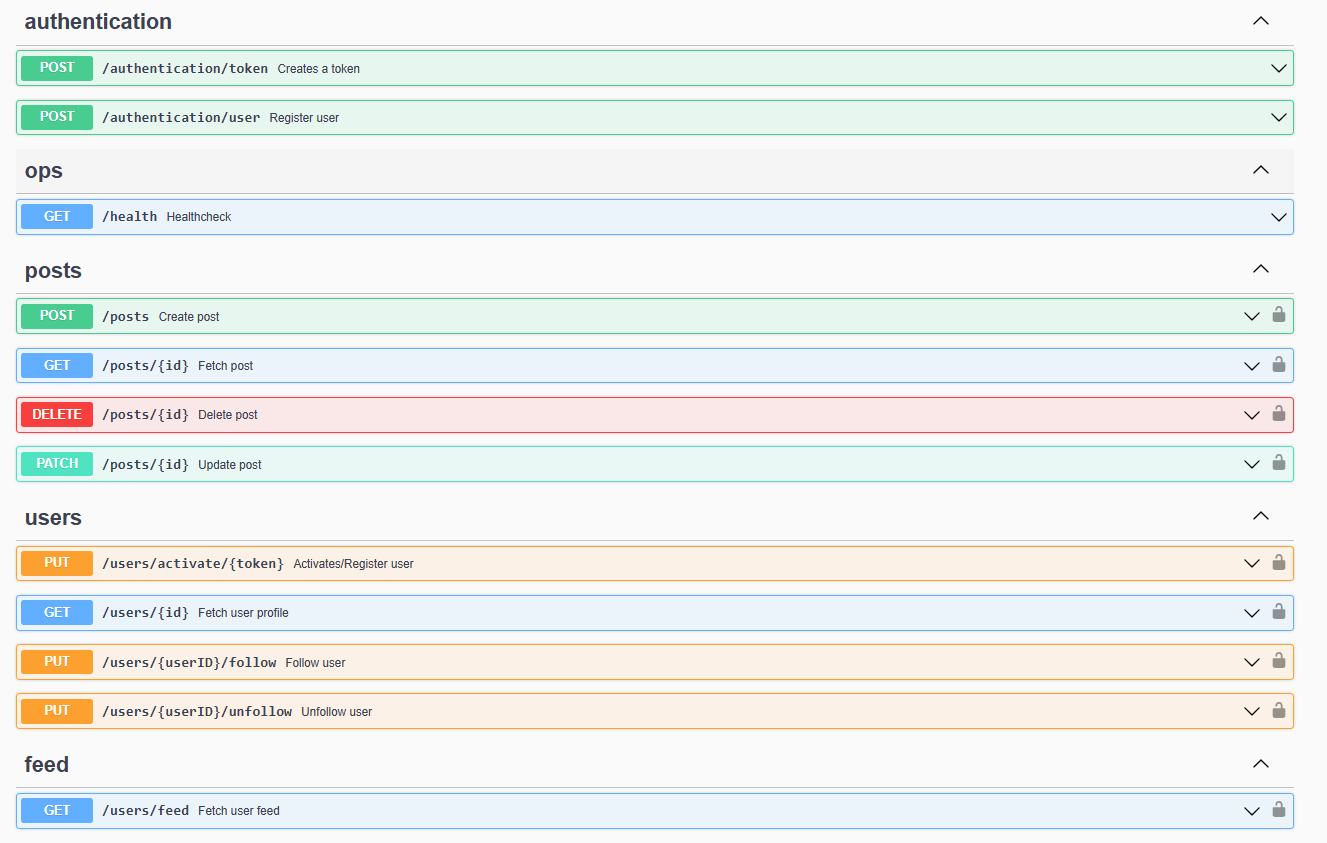 authentication
POST /authentication/token Creates a token
POST /authentication/user Register user
ops
GET /health Healthcheck
posts
POST /posts Create post
GET /posts/{id} Fetch post
DELETE /posts/{id} Delete post
PATCH /posts/{id} Update post
users
PUT /users/activate/{token} Activates/Register user
GET /users/{id} Fetch user profile
PUT /users/{userID}/follow Follow user
PUT /users/{userID}/unfollow Unfollow user
feed
GET /users/feed Fetch user feed